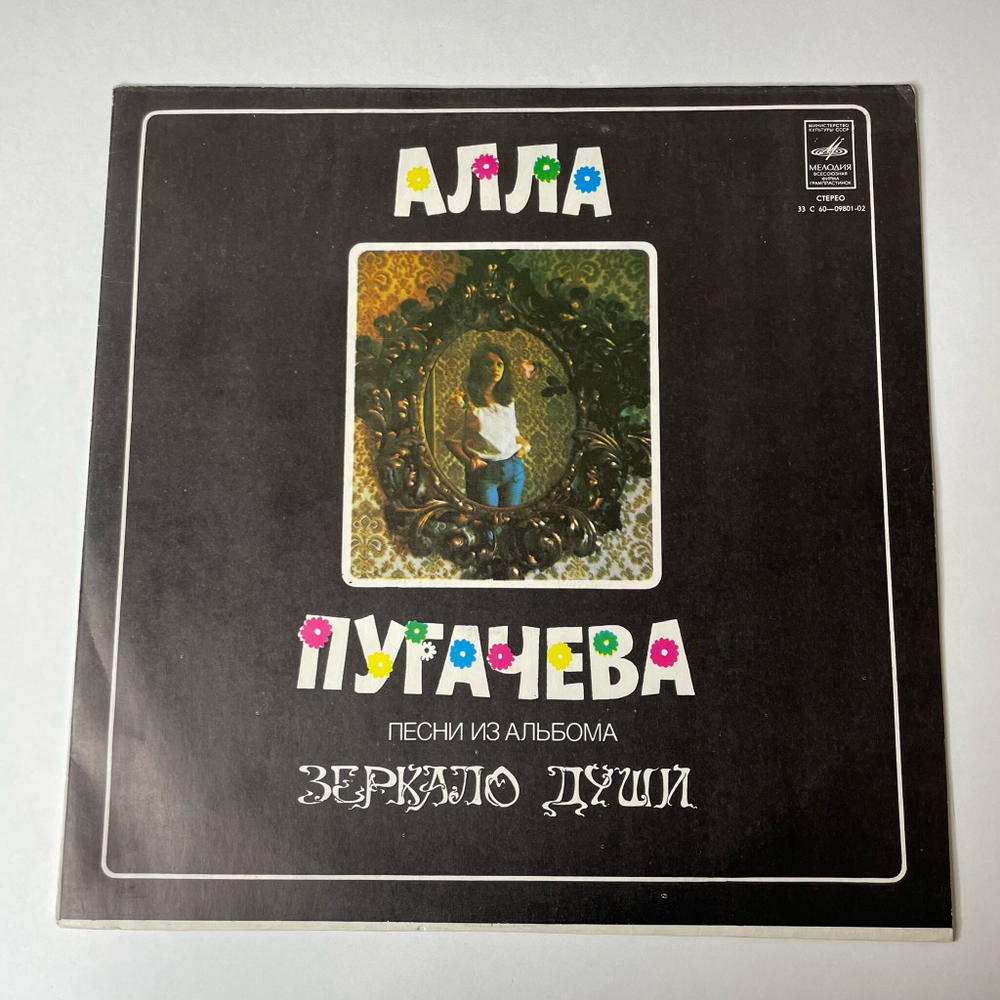 АЛЛА
МИНИСТЕРСТВО
КУЛЬТУРЫ СССР
МЕЛОДИЯ
ВСЕСОЮЗНАЯ
ФИРМА
ГРАМПЛАСТИНОК
СТЕРЕО
33 С 60—09801-02
ПУГАЧЕВА
ПЕСНИ ИЗ АЛЬБОМА
ЗЕРКАЛО ДУШИ